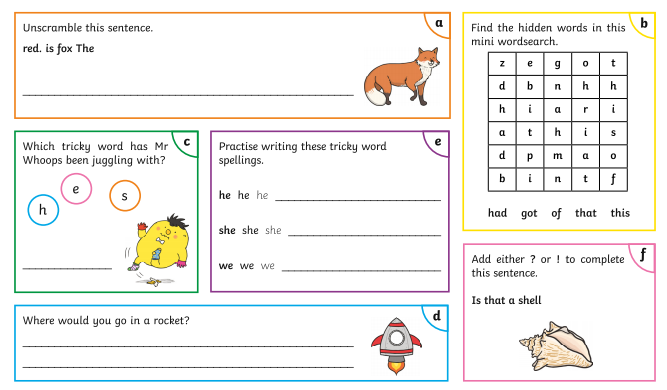 a
Unscramble this sentence.
red. is fox The
b
Find the hidden words in this
mini wordsearch.
z e g o t
d b n h h
h i a r i
a t h i s
d p m a o
b i n t f
had got of that this
c
Which tricky word has Mr
Whoops been juggling with?
h e s
e
Practise writing these tricky word
spellings.
he he he
she she she
we we we
d
Where would you go in a rocket?
f
Add either ? or ! to complete
this sentence.
Is that a shell